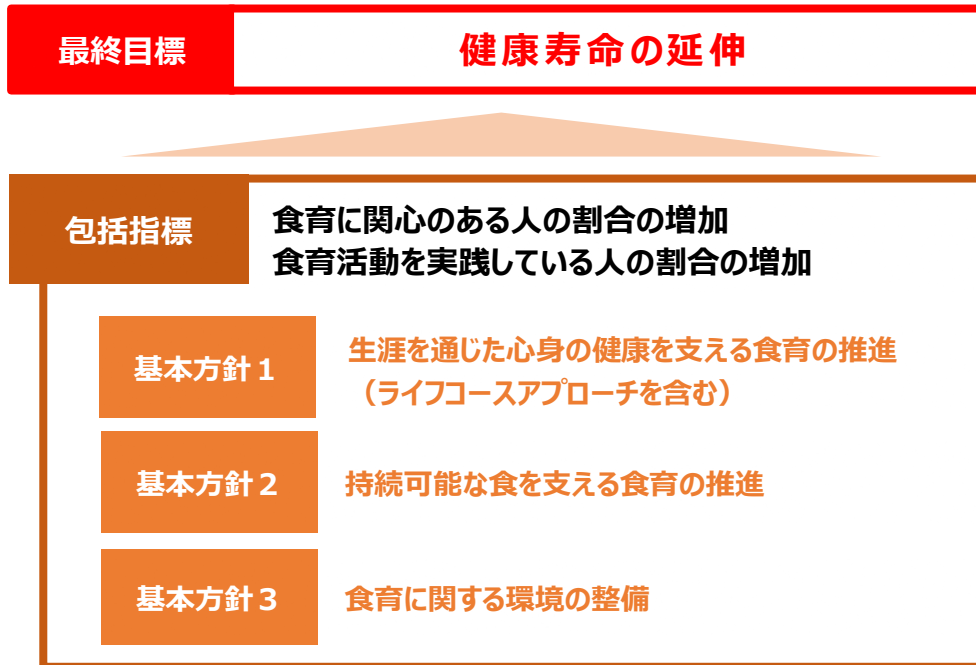 最終目標
健康寿命の延伸
包括指標
食育に関心のある人の割合の増加
食育活動を実践している人の割合の増加
基本方針１
生涯を通じた心身の健康を支える食育の推進
（ライフコースアプローチを含む）
基本方針２
持続可能な食を支える食育の推進
基本方針３
食育に関する環境の整備